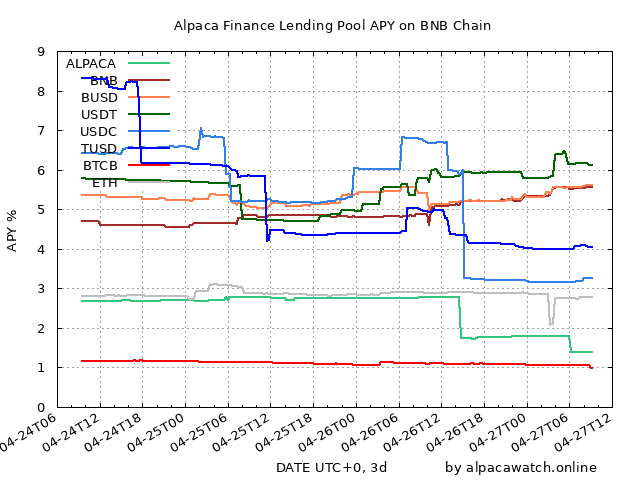 Alpaca Finance Lending Pool APY on BNB Chain
9
8
7
6
5
4
3
2
1
0
APY %
ALPACA
BNB
BUSD
USDT
USDC
TUSD
BTCB
ETH
04-24T06
04-24T12
04-24T18
04-25T00
04-25T06
04-25T12
04-25T18
04-26T00
04-26T06
04-26T12
04-26T18
04-27T00
04-27T06
04-27T12
DATE UTC+0, 3d
by alpacawatch.online